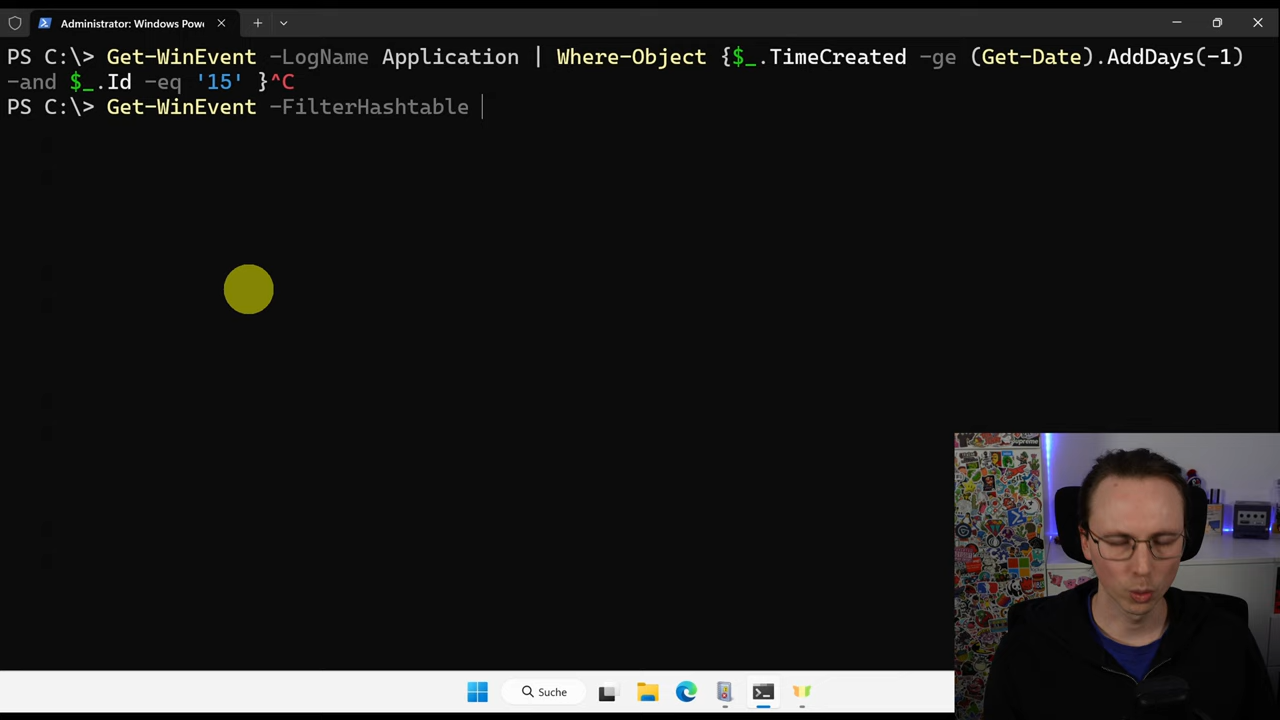 Administrator: Windows Pow
PS C:\> Get-WinEvent -LogName Application | Where-Object {$_.TimeCreated -ge (Get-Date).AddDays(-1)
-and $_.Id -eq '15' }^C
PS C:\> Get-WinEvent -FilterHashtable
Suche